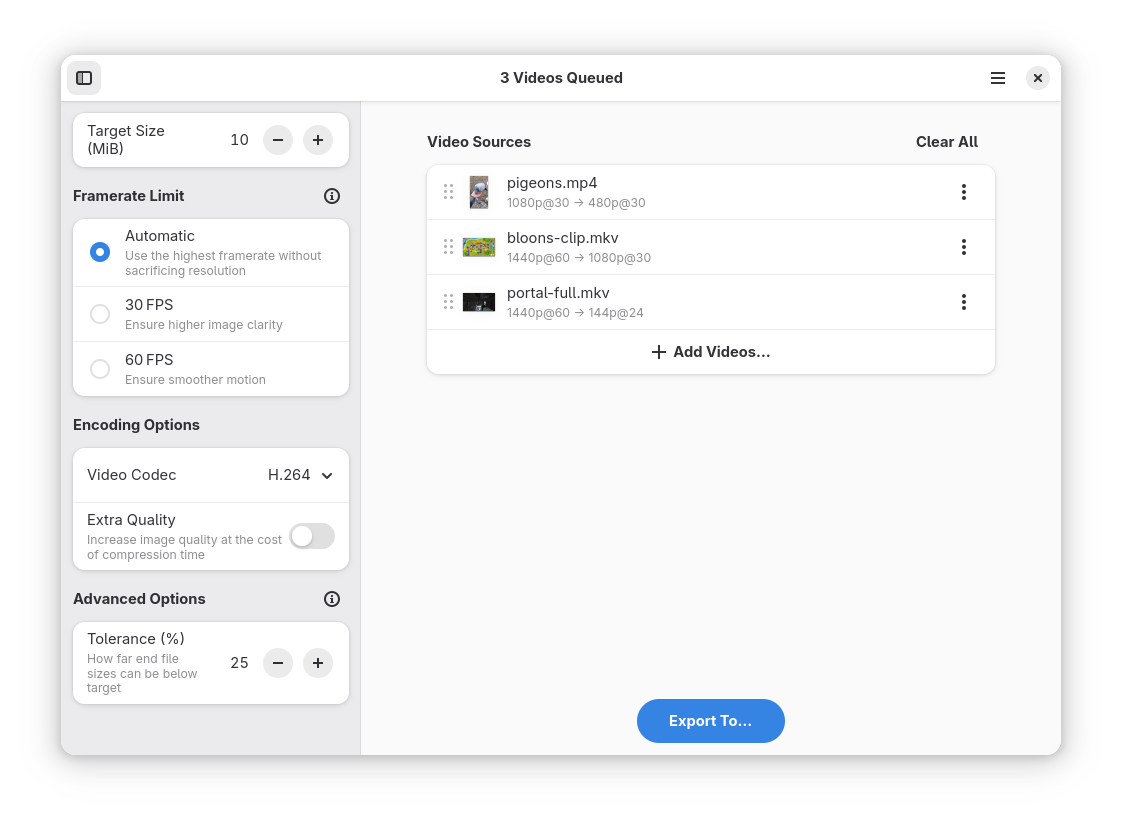 3 Videos Queued
Target Size
(MiB)
10
Framerate Limit
Automatic
Use the highest framerate without
sacrificing resolution
30 FPS
Ensure higher image clarity
60 FPS
Ensure smoother motion
Encoding Options
Video Codec
H.264
Extra Quality
Increase image quality at the cost
of compression time
Advanced Options
Tolerance (%)
How far end file
sizes can be below
target
25
Video Sources
Clear All
pigeons.mp4
1080p@30 → 480p@30
bloons-clip.mkv
1440p@60 → 1080p@30
portal-full.mkv
1440p@60 → 144p@24
Add Videos...
Export To...